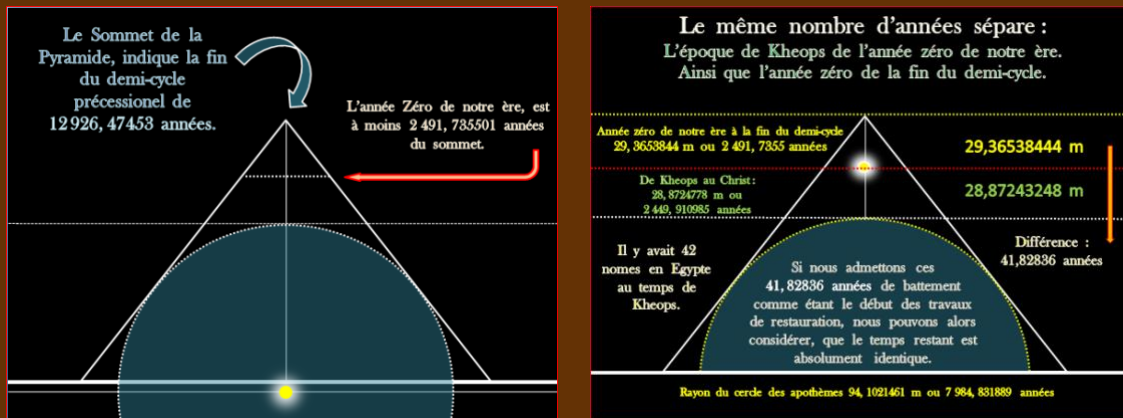 Le Sommet de la
Pyramide, indique la fin
du demi-cycle
précessionel de
12 926, 47453 années.
L'année Zéro de notre ère, est
à moins 2 491, 735501 années
du sommet.
Le même nombre d'années sépare :
L'époque de Kheops de l'année zéro de notre ère.
Ainsi que l'année zéro de la fin du demi-cycle.
Année zéro de notre ère à la fin du demi-cycle
29, 3653844 m ou 2 491, 7355 années
29,36538444 m
De Kheops au Christ :
28, 8724778 m ou
2 449, 910985 années
28,87243248 m
Il y avait 42
nomes en Egypte
au temps de
Kheops.
Différence :
41,82836 années
Si nous admettons ces
41, 82836 années de battement
comme étant le début des travaux
de restauration, nous pouvons alors
considérer, que le temps restant est
absolument identique.
Rayon du cercle des apothèmes 94, 1021461 m ou 7 984, 831889 années